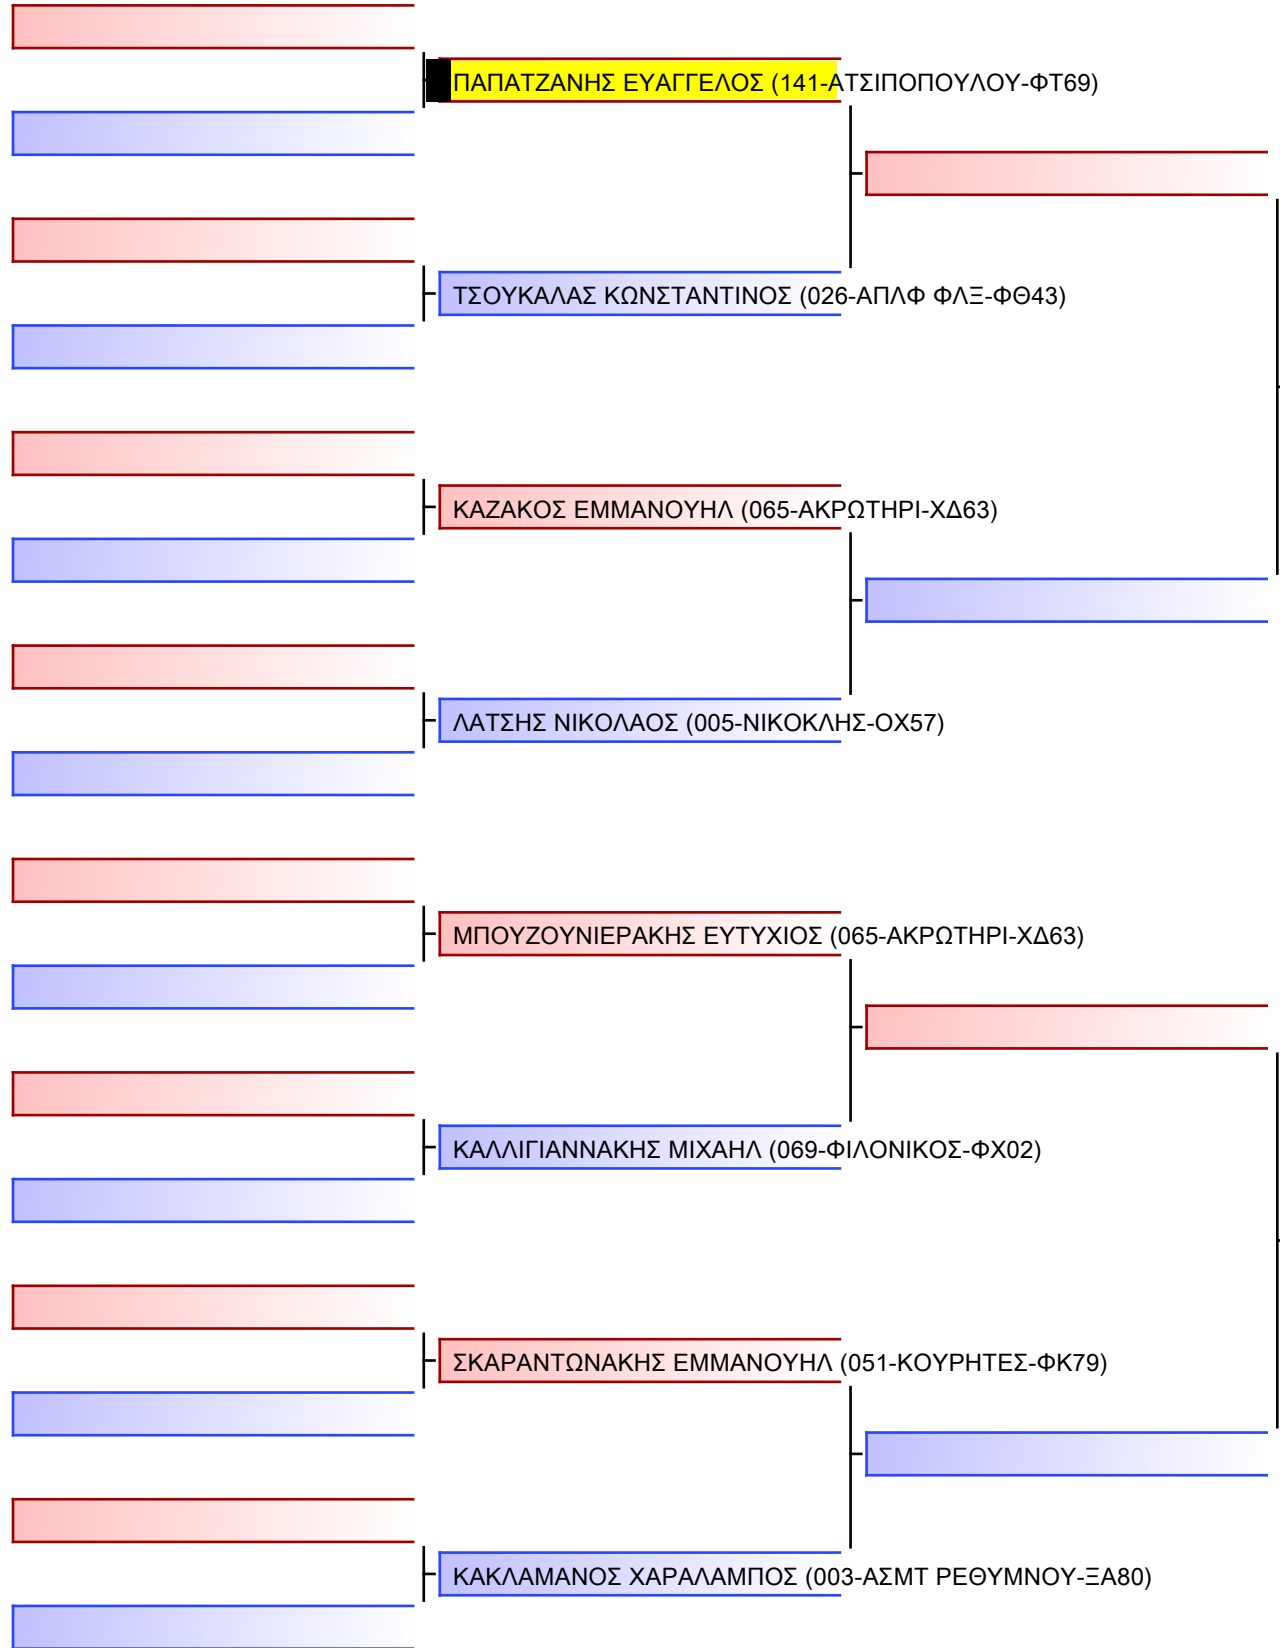 ΠΑΠΑΤΖΑΝΗΣ ΕΥΑΓΓΕΛΟΣ (141-ΑΤΣΙΠΟΠΟΥΛΟΥ-ΦΤ69)
ΤΣΟΥΚΑΛΑΣ ΚΩΝΣΤΑΝΤΙΝΟΣ (026-ΑΠΛΦ ΦΛΞ-ΦΘ43)
ΚΑΖΑΚΟΣ ΕΜΜΑΝΟΥΗΛ (065-ΑΚΡΩΤΗΡΙ-ΧΔ63)
ΛΑΤΣΗΣ ΝΙΚΟΛΑΟΣ (005-ΝΙΚΟΚΛΗΣ-ΟΧ57)
ΜΠΟΥΖΟΥΝΙΕΡΑΚΗΣ ΕΥΤΥΧΙΟΣ (065-ΑΚΡΩΤΗΡΙ-ΧΔ63)
ΚΑΛΛΙΓΙΑΝΝΑΚΗΣ ΜΙΧΑΗΛ (069-ΦΙΛΟΝΙΚΟΣ-ΦΧ02)
ΣΚΑΡΑΝΤΩΝΑΚΗΣ ΕΜΜΑΝΟΥΗΛ (051-ΚΟΥΡΗΤΕΣ-ΦΚ79)
ΚΑΚΛΑΜΑΝΟΣ ΧΑΡΑΛΑΜΠΟΣ (003-ΑΣΜΤ ΡΕΘΥΜΝΟΥ-ΞΑ80)